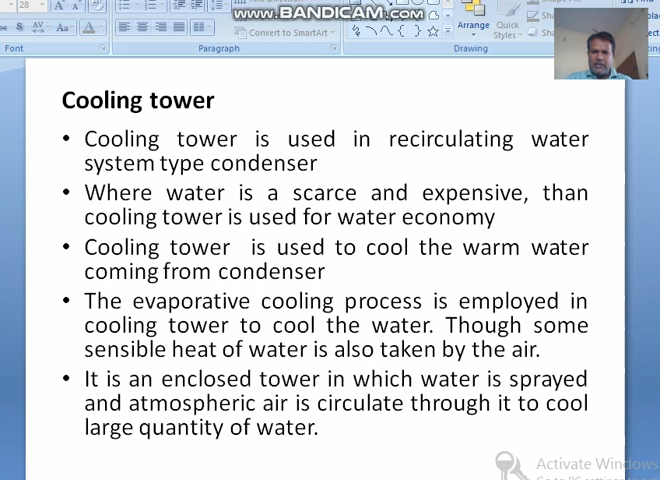 www.BANDICAM.com
28
Convert to SmartArt
Font
Paragraph
Arrange
Quick
Styles
Drawing
Cooling tower
• Cooling tower is used in recirculating water
system type condenser
• Where water is a scarce and expensive, than
cooling tower is used for water economy
• Cooling tower is used to cool the warm water
coming from condenser
• The evaporative cooling process is employed in
cooling tower to cool the water. Though some
sensible heat of water is also taken by the air.
• It is an enclosed tower in which water is sprayed
and atmospheric air is circulate through it to cool
large quantity of water.
Activate Windows